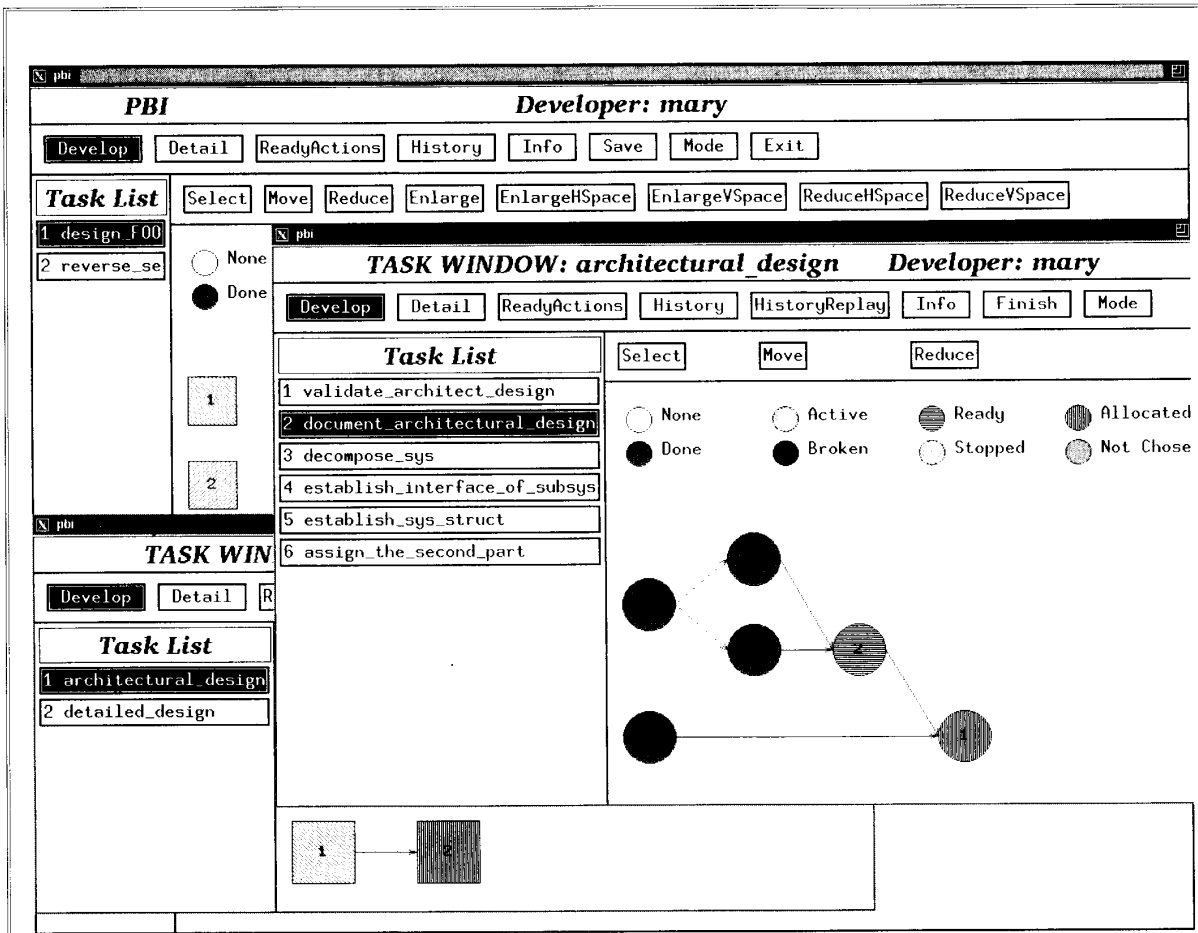 pbi
PBI Developer: mary
Develop Detail ReadyActions History Info Save Mode Exit
Task List Select Move Reduce Enlarge EnlargeHSpace EnlargeVSpace ReduceHSpace ReduceVSpace
1 design_FOO
2 reverse_se
None
Done
1
2
pbi
TASK WINDOW: architectural_design Developer: mary
Develop Detail ReadyActions History HistoryReplay Info Finish Mode
Task List
Select Move Reduce
1 validate_architect_design
2 document_architectural_design
3 decompose_sys
4 establish_interface_of_subsys
5 establish_sys_struct
6 assign_the_second_part
None Active Ready Allocated
Done Broken Stopped Not Chose
2
1
1 2
pbi
TASK WIN
Develop Detail R
Task List
1 architectural_design
2 detailed_design